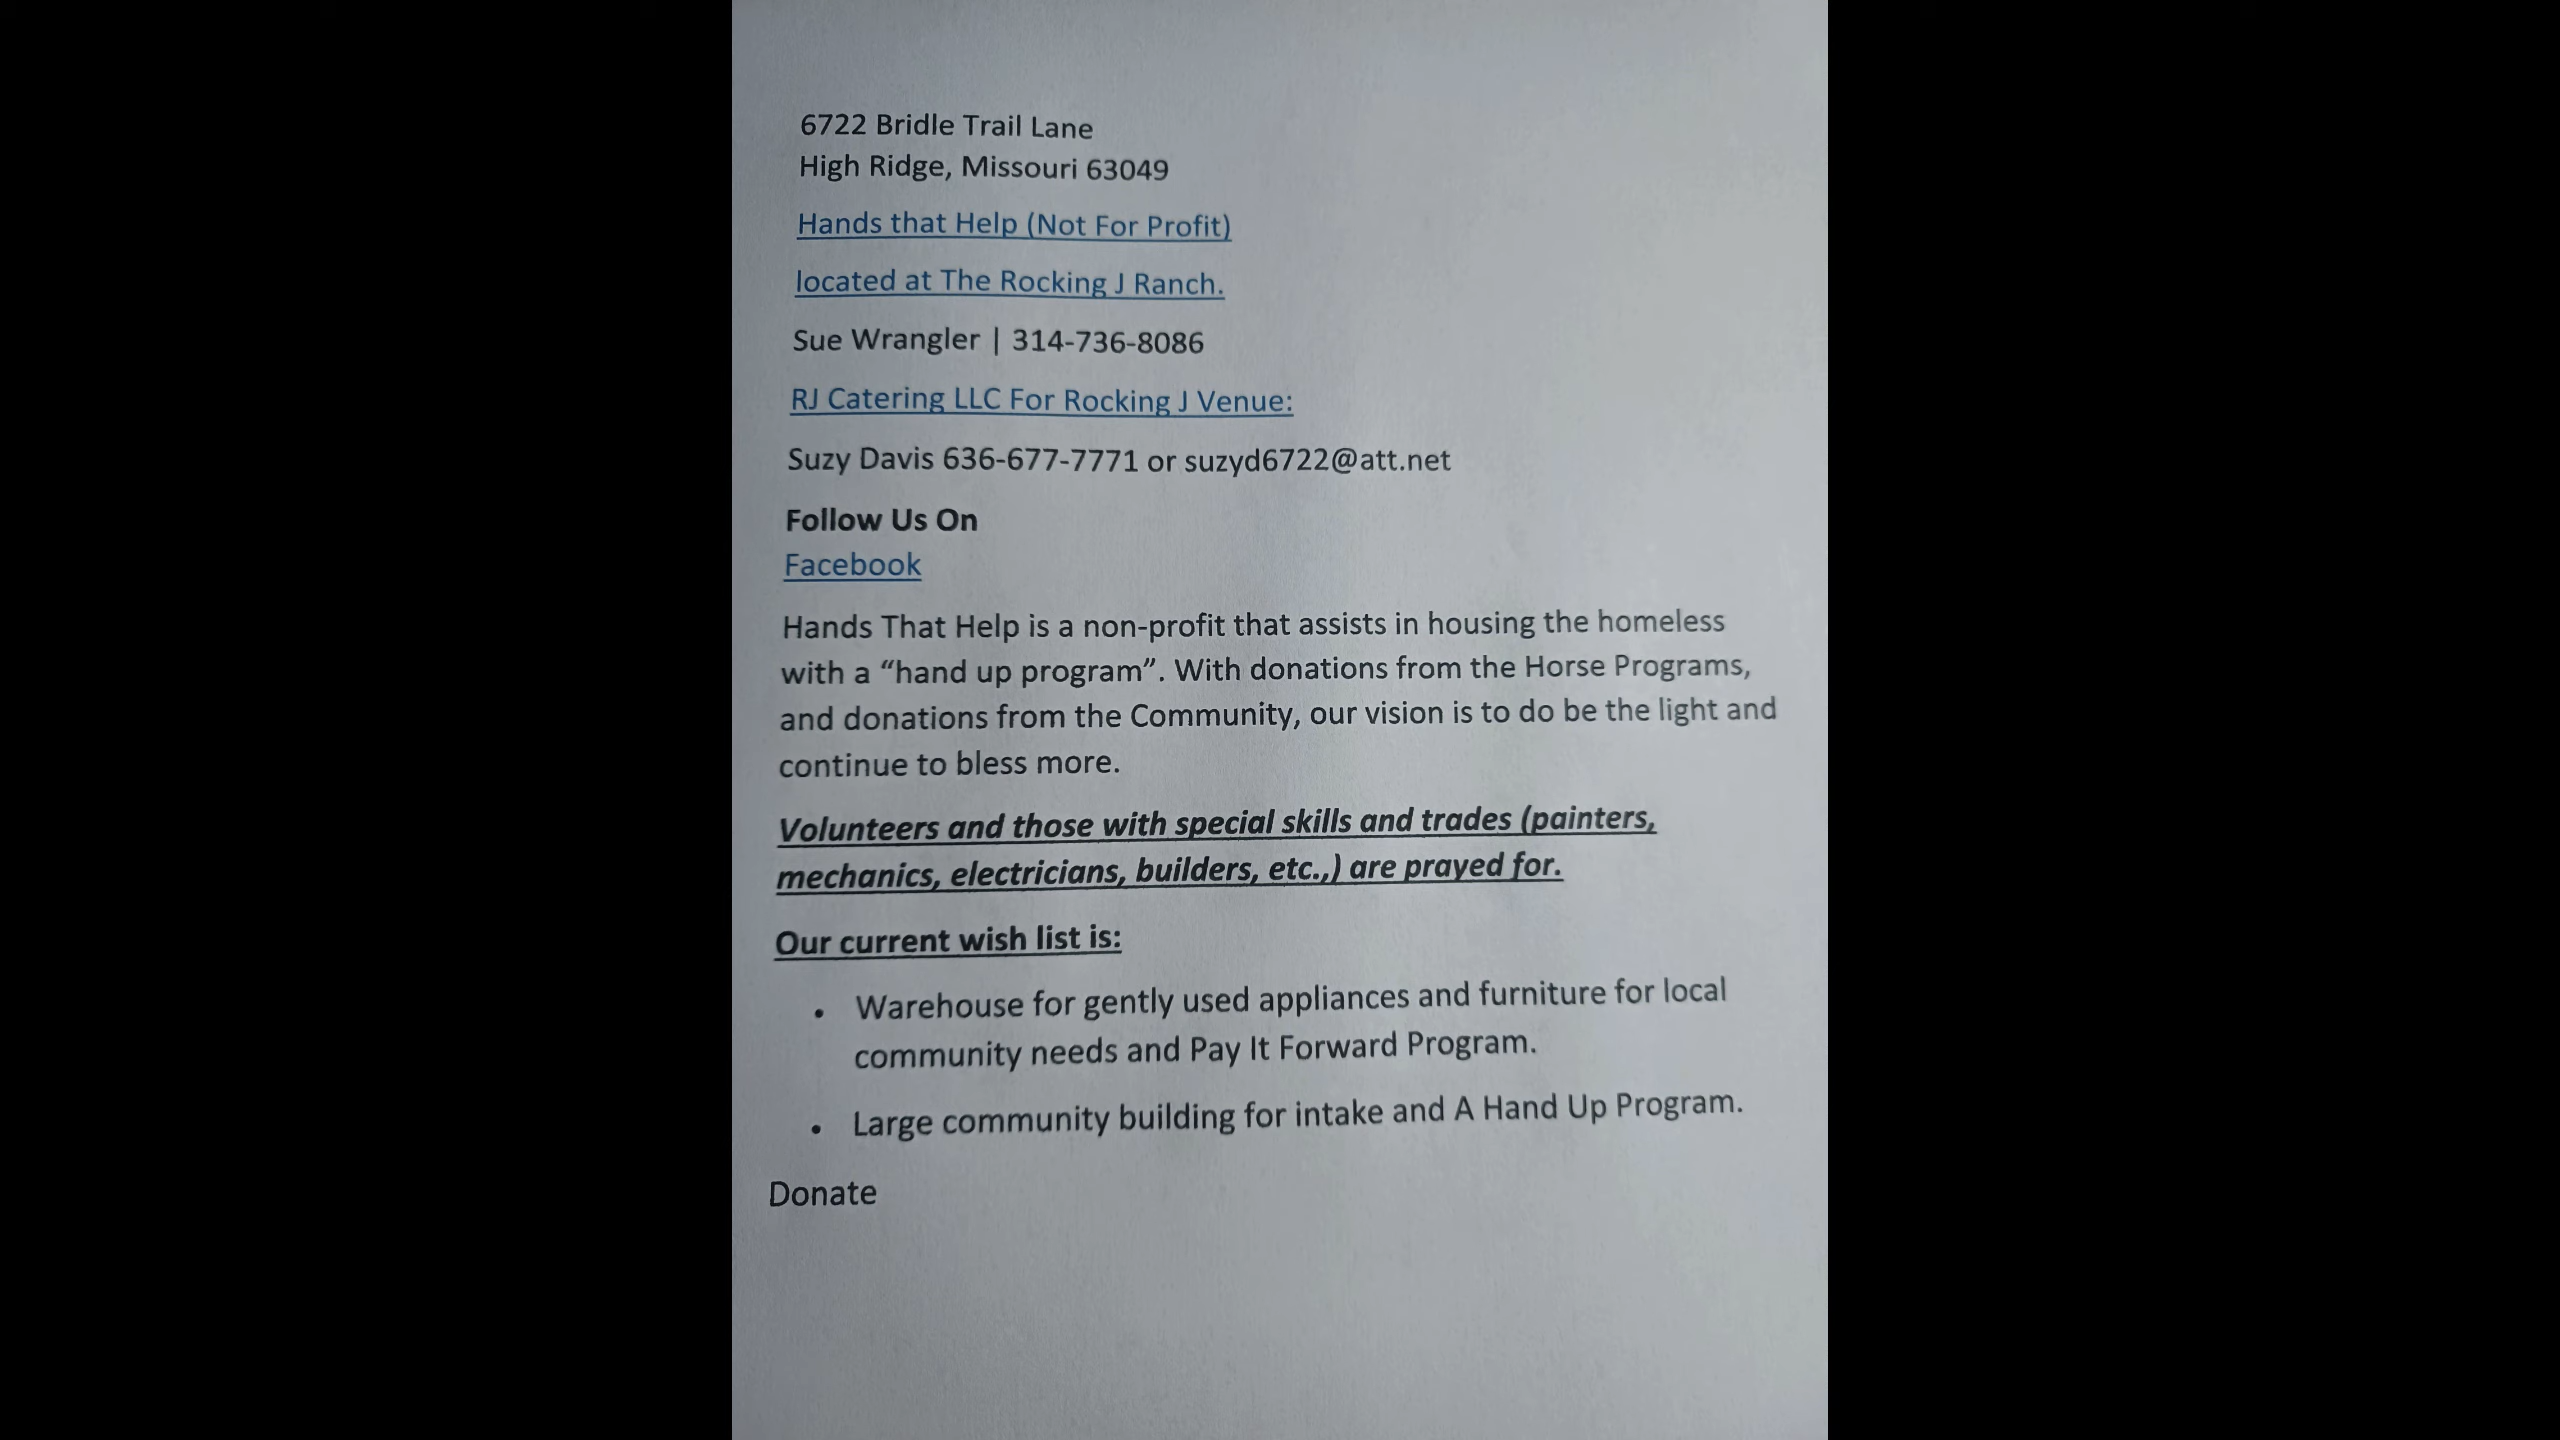 6722 Bridle Trail Lane
High Ridge, Missouri 63049
Hands that Help (Not For Profit)
located at The Rocking J Ranch.
Sue Wrangler | 314-736-8086
RJ Catering LLC For Rocking J Venue:
Suzy Davis 636-677-7771 or suzyd6722@att.net
Follow Us On
Facebook
Hands That Help is a non-profit that assists in housing the homeless
with a “hand up program”. With donations from the Horse Programs,
and donations from the Community, our vision is to do be the light and
continue to bless more.
Volunteers and those with special skills and trades (painters,
mechanics, electricians, builders, etc.,) are prayed for.
Our current wish list is:
• Warehouse for gently used appliances and furniture for local
community needs and Pay It Forward Program.
• Large community building for intake and A Hand Up Program.
Donate